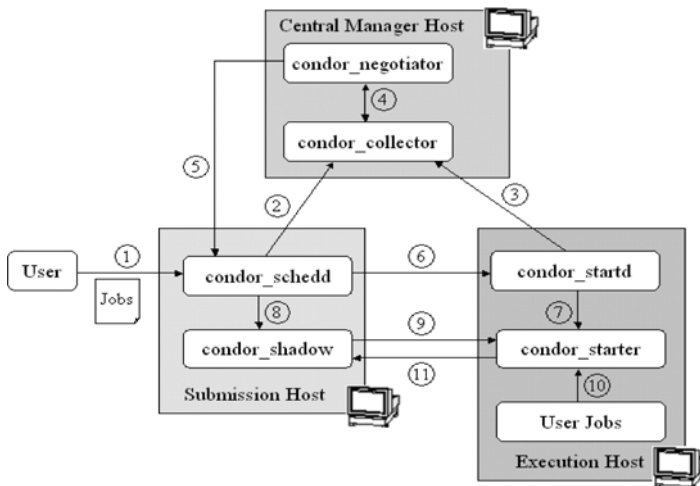 Central Manager Host
condor_negotiator
4
condor_collector
5
2
3
User
1
Jobs
condor_schedd
6
condor_startd
8
7
condor_shadow
9
condor_starter
11
10
Submission Host
User Jobs
Execution Host